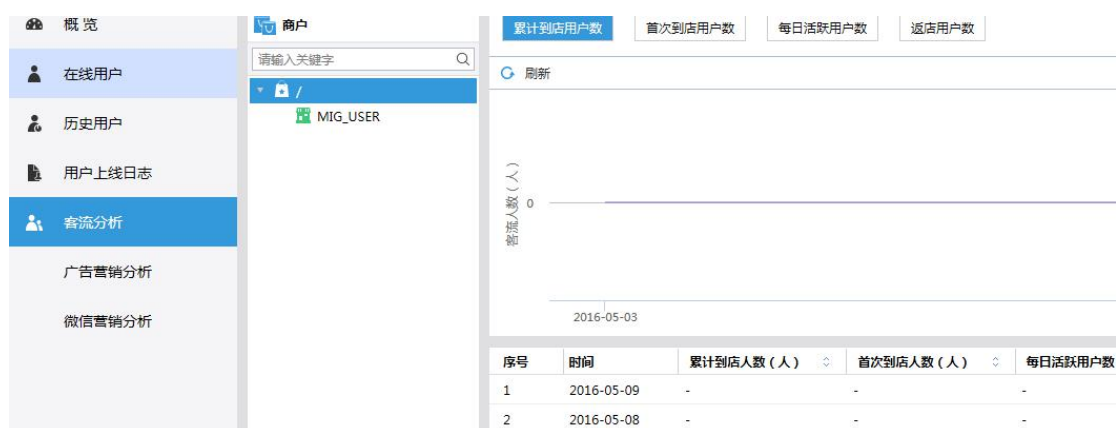 概 览
在线用户
历史用户
用户上线日志
客流分析
广告营销分析
微信营销分析
商户
请输入关键字
/
MIG_USER
累计到店用户数 首次到店用户数 每日活跃用户数 返店用户数
刷新
客流人数（人）
0
2016-05-03
序号 时间 累计到店人数（人） 首次到店人数（人） 每日活跃用户数
1 2016-05-09 - - -
2 2016-05-08 - - -